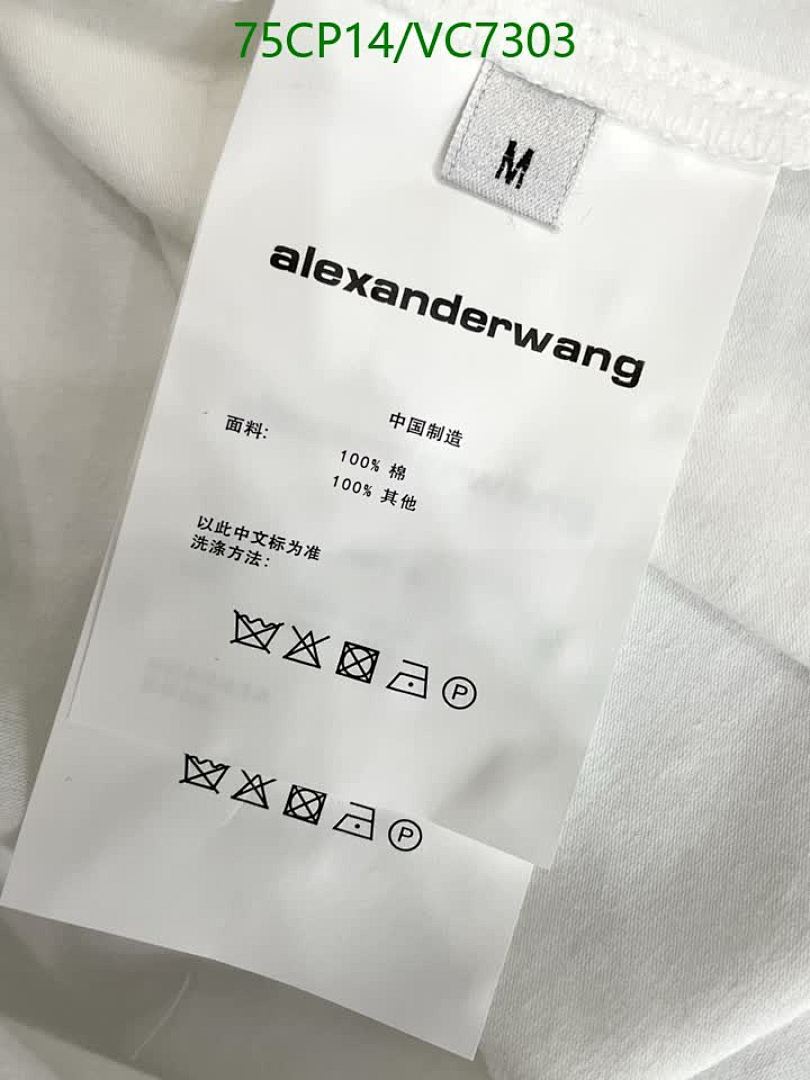 75CP14/VC7303
M
alexanderwang
中国制造
面料:
100% 棉
100% 其他
以此中文标为准
洗涤方法:
P
P